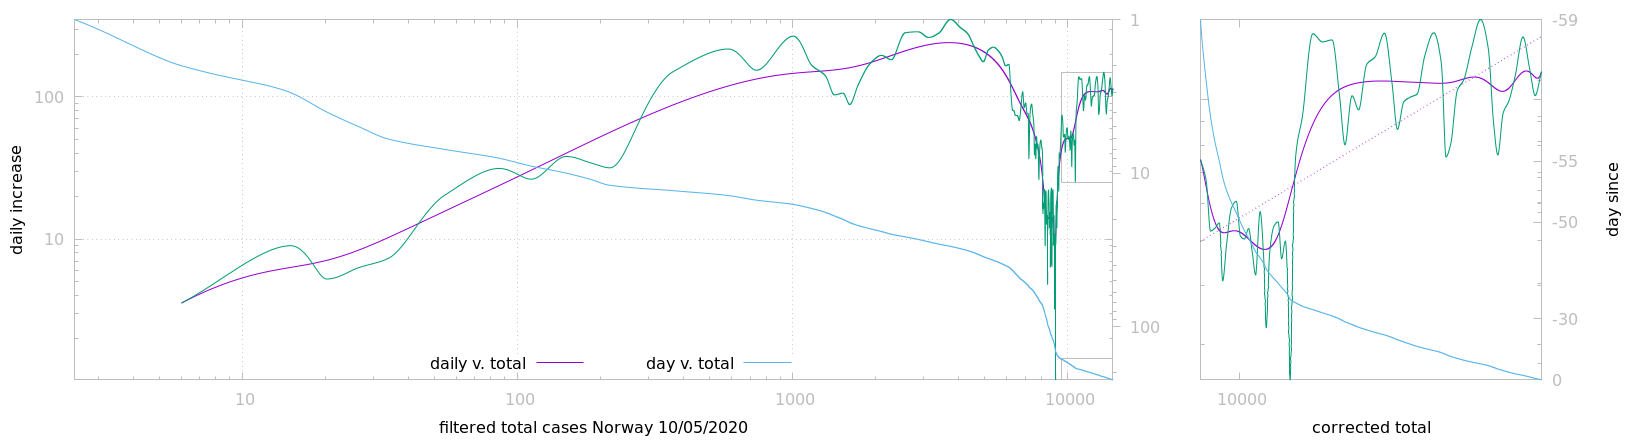 daily increase
100
10
daily v. total
day v. total
10
100
1000
10000
filtered total cases Norway 10/05/2020
1
10
100
10000
corrected total
-59
-55
-50
-30
0
day since